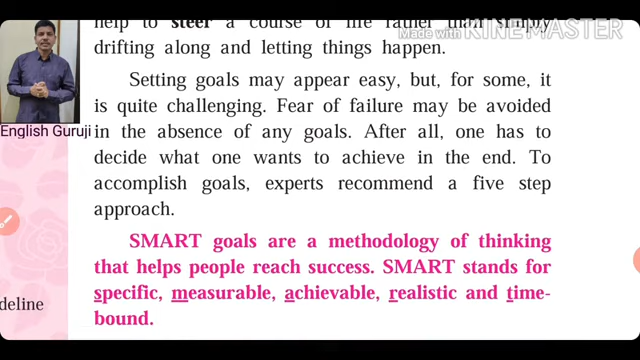 help to steer a course of life rather than simply
Made with KINEMASTER
drifting along and letting things happen.
Setting goals may appear easy, but, for some, it
is quite challenging. Fear of failure may be avoided
English Guruji
in the absence of any goals. After all, one has to
decide what one wants to achieve in the end. To
accomplish goals, experts recommend a five step
approach.
SMART goals are a methodology of thinking
that helps people reach success. SMART stands for
specific, measurable, achievable, realistic and time-
bound.
deline